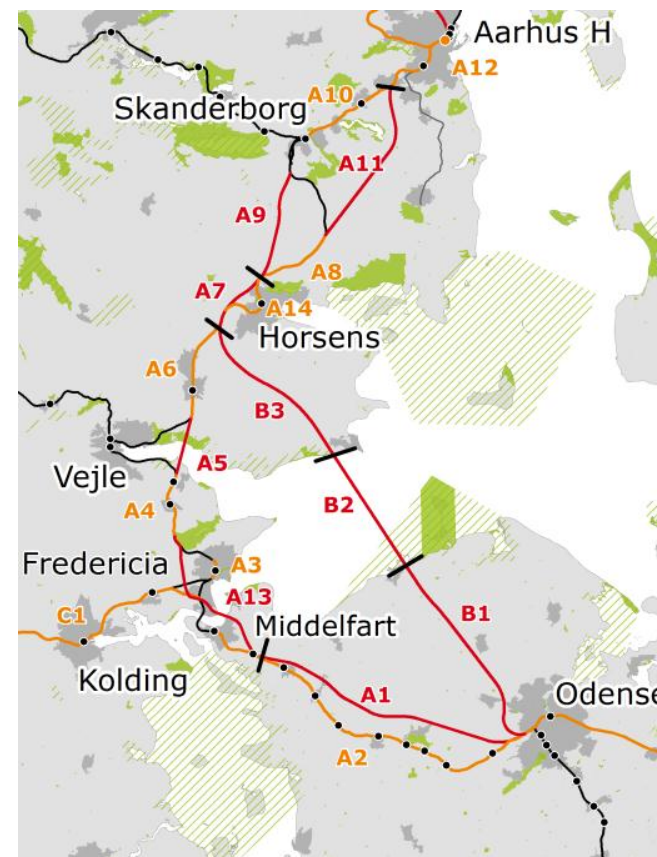 Aarhus H
A12
A10
Skanderborg
A11
A9
A8
A7
A14
Horsens
A6
B3
A5
Vejle
B2
A4
Fredericia
A3
A13
C1
B1
Middelfart
Kolding
A1
Odense
A2